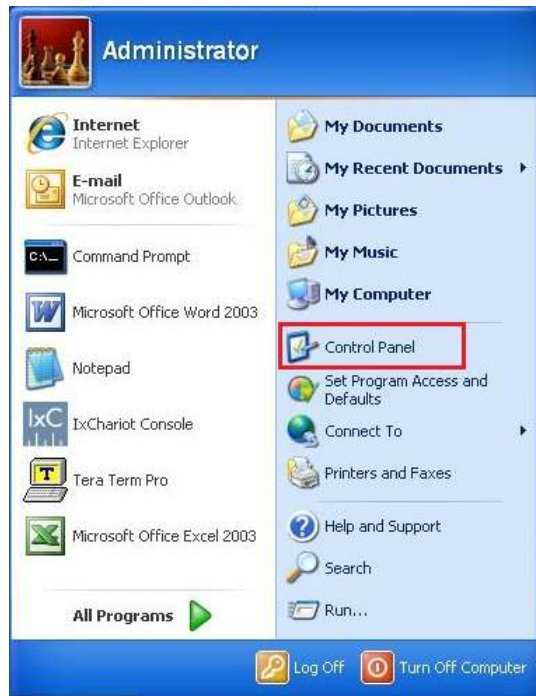 Administrator
Internet
Internet Explorer
E-mail
Microsoft Office Outlook
C:\_
Command Prompt
Microsoft Office Word 2003
Notepad
IxC
IxChariot Console
T
Tera Term Pro
Microsoft Office Excel 2003
All Programs
My Documents
My Recent Documents
My Pictures
My Music
My Computer
Control Panel
Set Program Access and
Defaults
Connect To
Printers and Faxes
Help and Support
Search
Run...
Log Off
Turn Off Computer